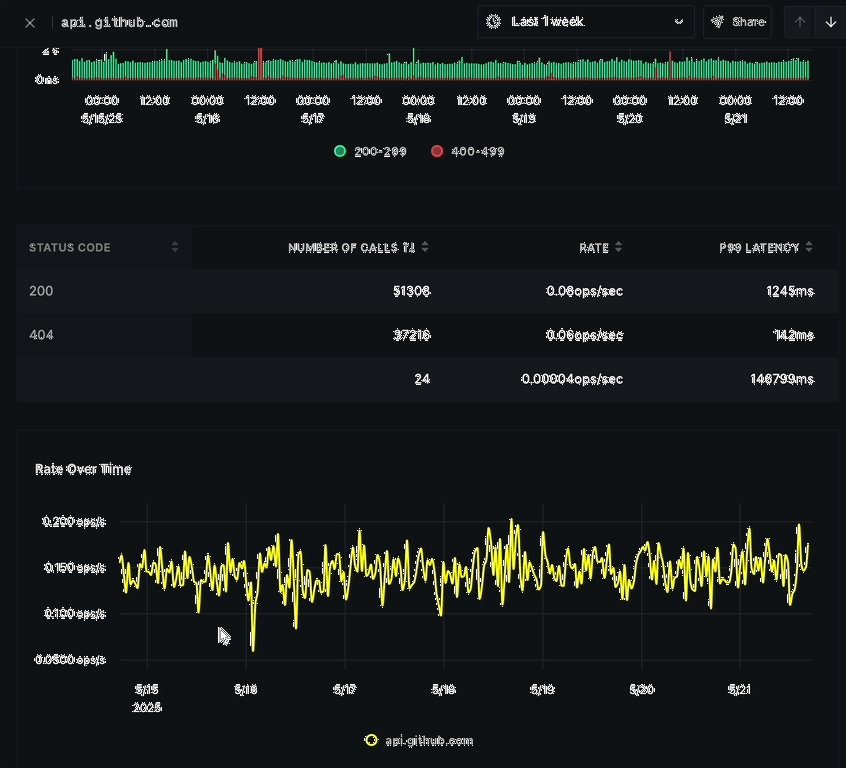 api.github.com
Last 1 week
Share
0ms
00:00 12:00 00:00 12:00 00:00 12:00 00:00 12:00 00:00 12:00 00:00 12:00 00:00 12:00
5/15/25 5/16 5/17 5/18 5/19 5/20 5/21
200-299 400-499
STATUS CODE NUMBER OF CALLS RATE P99 LATENCY
200 51306 0.08ops/sec 1245ms
404 37216 0.06ops/sec 142ms
24 0.00004ops/sec 146799ms
Rate Over Time
0.200 ops/s
0.150 ops/s
0.100 ops/s
0.0500 ops/s
5/15 5/16 5/17 5/18 5/19 5/20 5/21
2025
api.github.com